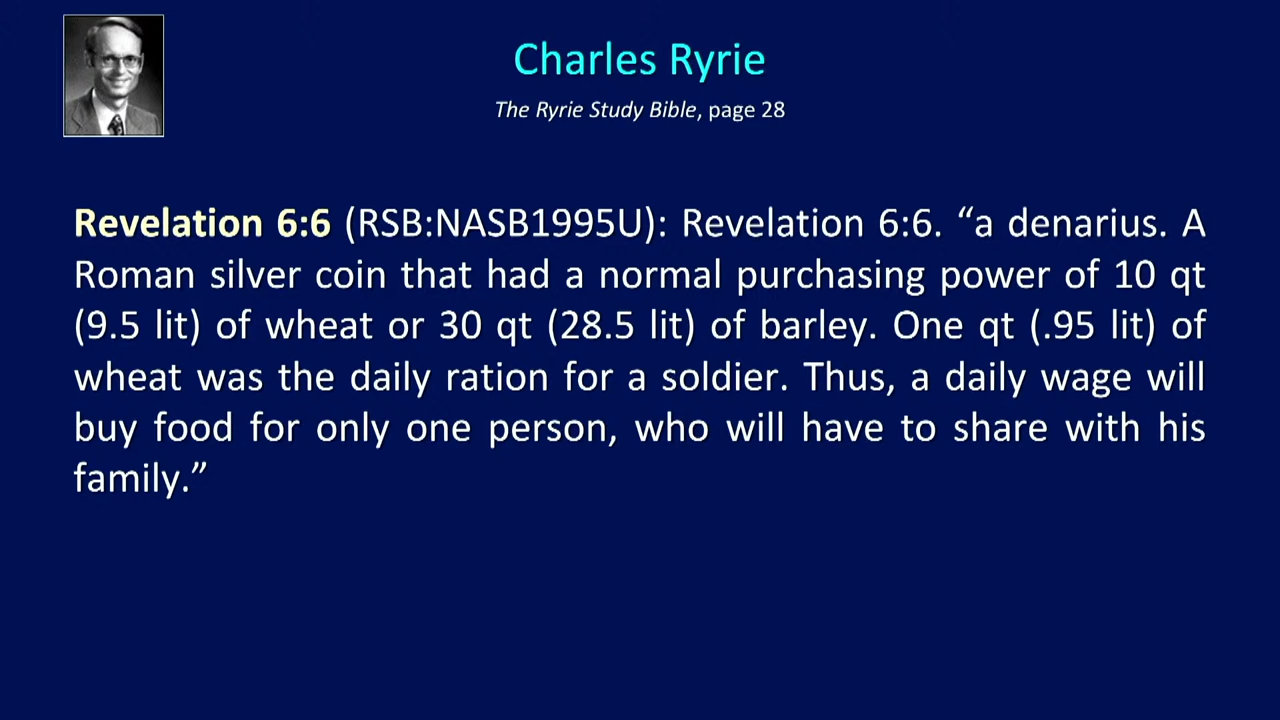 Charles Ryrie
The Ryrie Study Bible, page 28
Revelation 6:6 (RSB:NASB1995U): Revelation 6:6. “a denarius. A
Roman silver coin that had a normal purchasing power of 10 qt
(9.5 lit) of wheat or 30 qt (28.5 lit) of barley. One qt (.95 lit) of
wheat was the daily ration for a soldier. Thus, a daily wage will
buy food for only one person, who will have to share with his
family.”